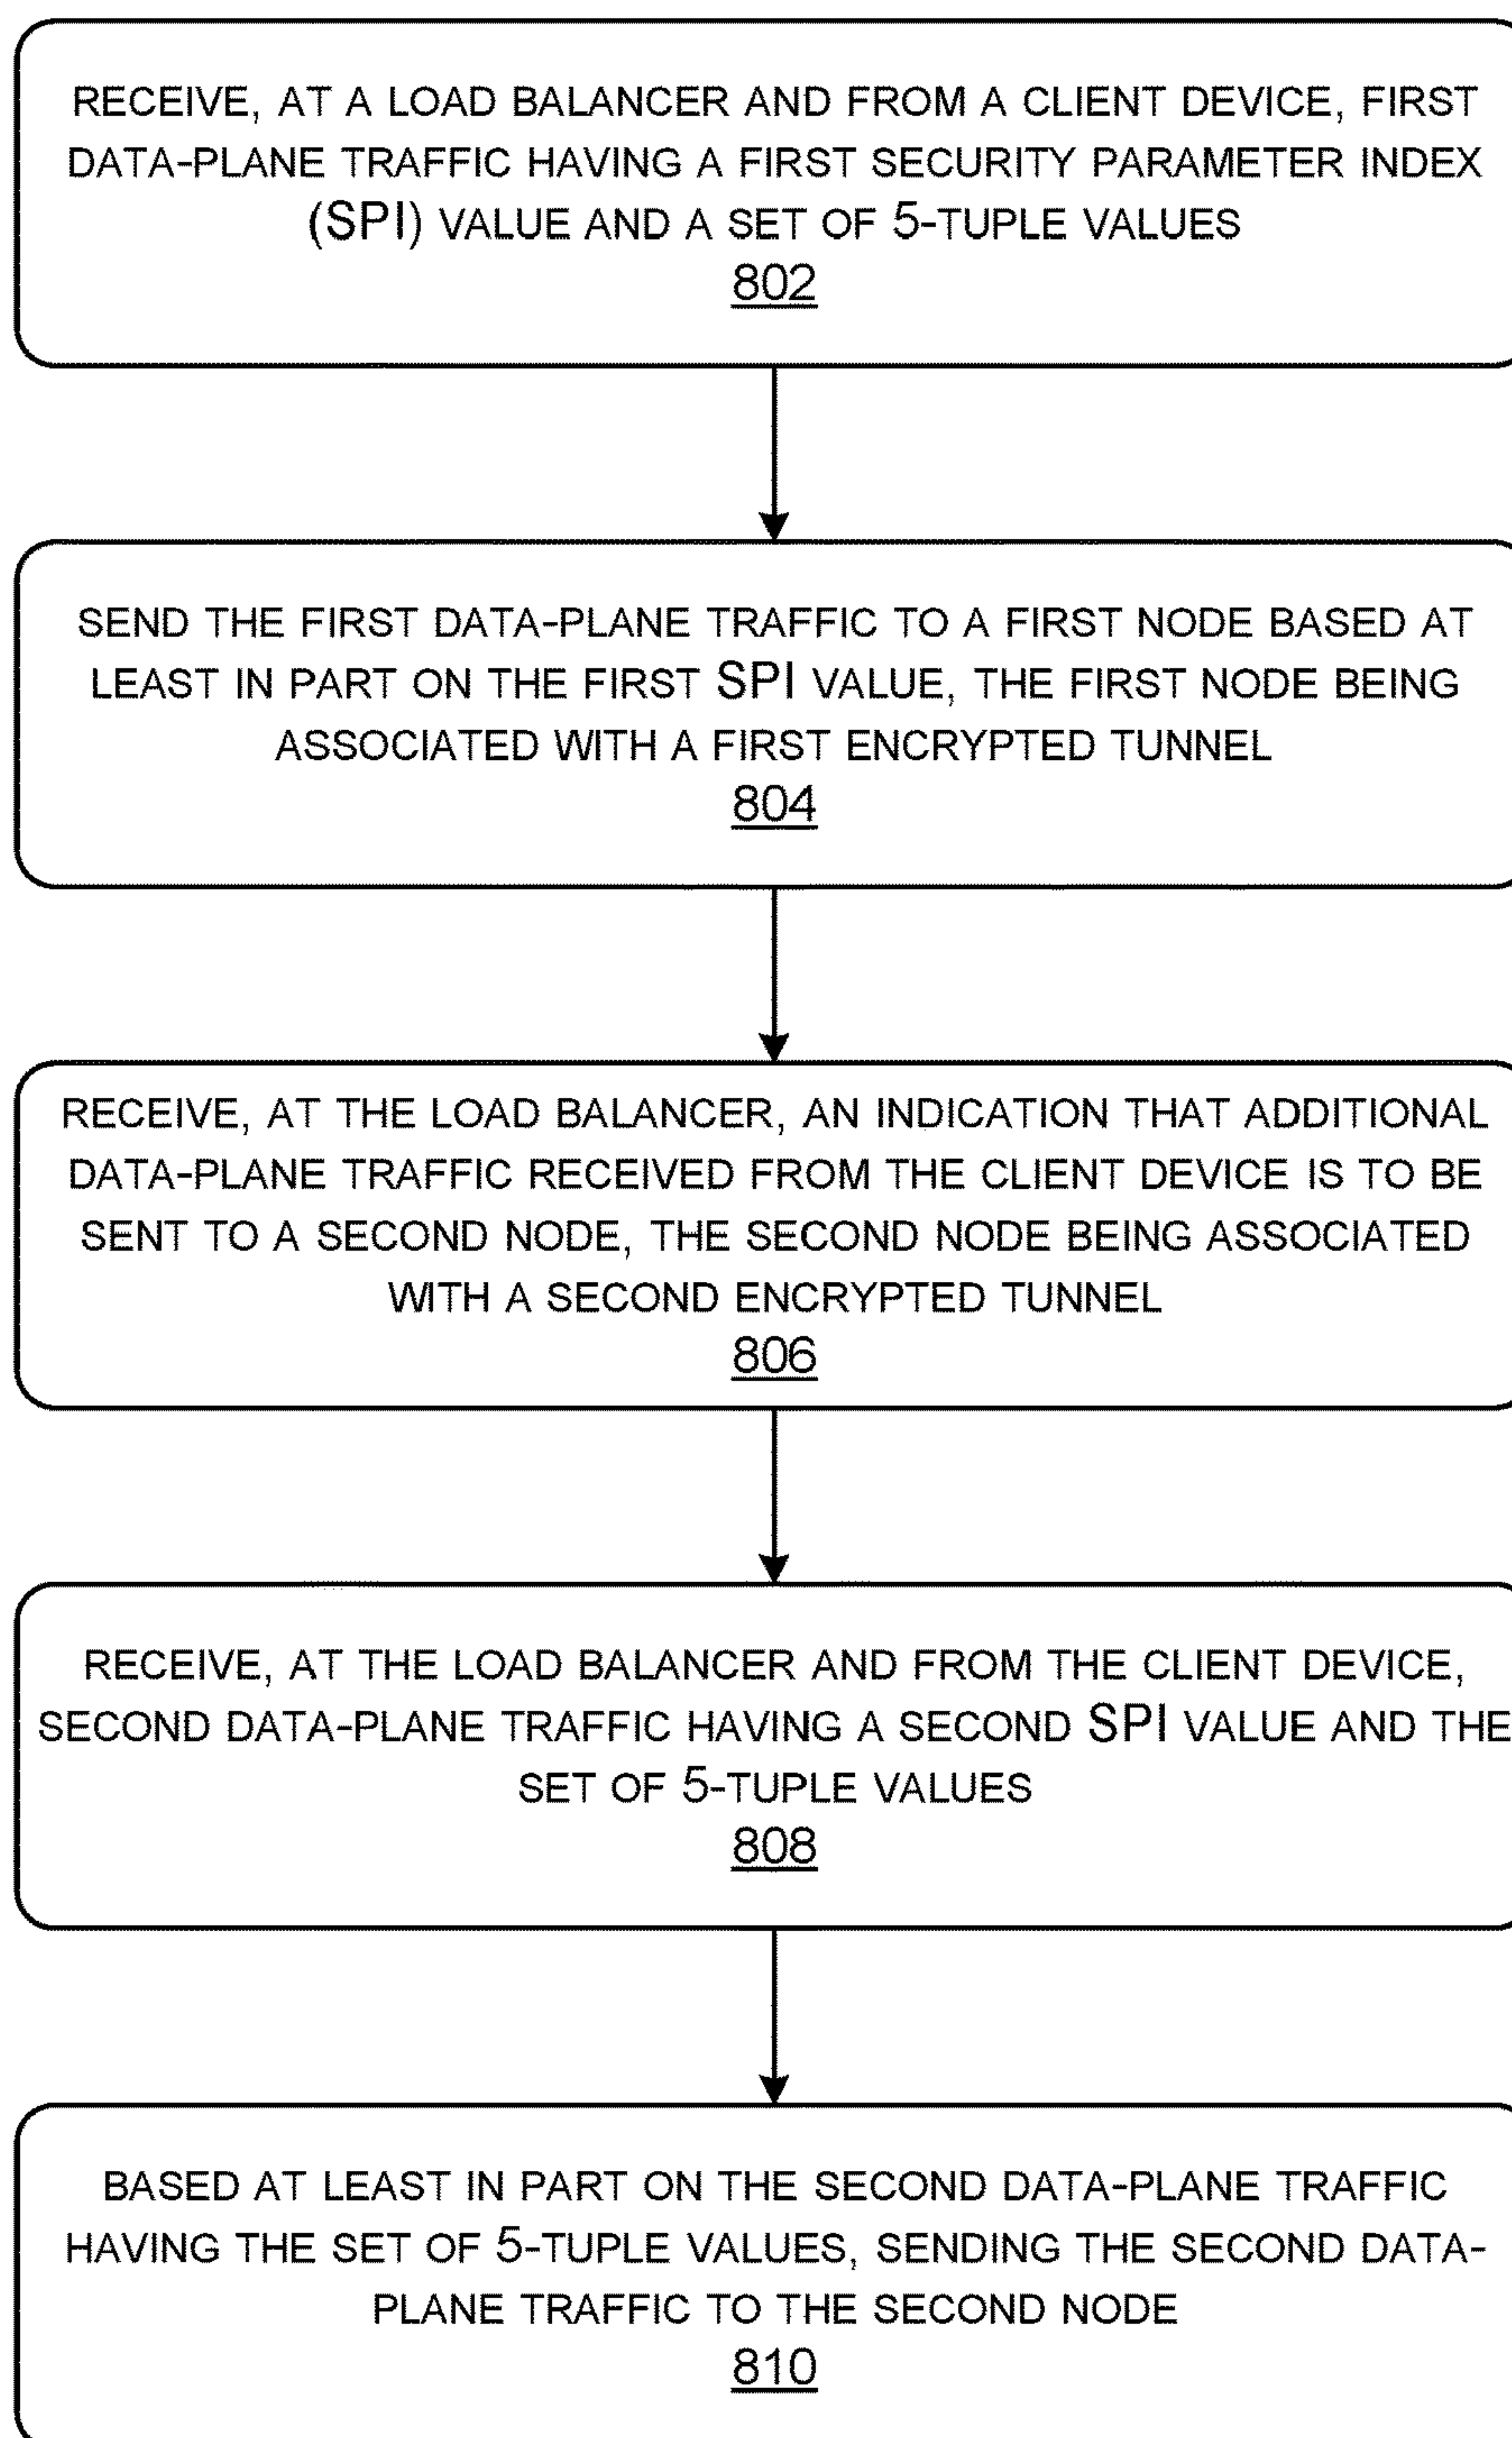 RECEIVE, AT A LOAD BALANCER AND FROM A CLIENT DEVICE, FIRST
DATA-PLANE TRAFFIC HAVING A FIRST SECURITY PARAMETER INDEX
(SPI) VALUE AND A SET OF 5-TUPLE VALUES
802
SEND THE FIRST DATA-PLANE TRAFFIC TO A FIRST NODE BASED AT
LEAST IN PART ON THE FIRST SPI VALUE, THE FIRST NODE BEING
ASSOCIATED WITH A FIRST ENCRYPTED TUNNEL
804
RECEIVE, AT THE LOAD BALANCER, AN INDICATION THAT ADDITIONAL
DATA-PLANE TRAFFIC RECEIVED FROM THE CLIENT DEVICE IS TO BE
SENT TO A SECOND NODE, THE SECOND NODE BEING ASSOCIATED
WITH A SECOND ENCRYPTED TUNNEL
806
RECEIVE, AT THE LOAD BALANCER AND FROM THE CLIENT DEVICE,
SECOND DATA-PLANE TRAFFIC HAVING A SECOND SPI VALUE AND THE
SET OF 5-TUPLE VALUES
808
BASED AT LEAST IN PART ON THE SECOND DATA-PLANE TRAFFIC
HAVING THE SET OF 5-TUPLE VALUES, SENDING THE SECOND DATA-
PLANE TRAFFIC TO THE SECOND NODE
810